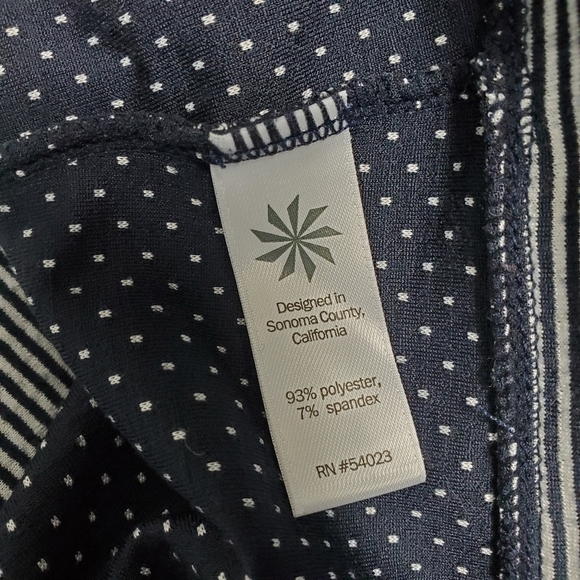 Designed in
Sonoma County,
California
93% polyester,
7% spandex
RN #54023